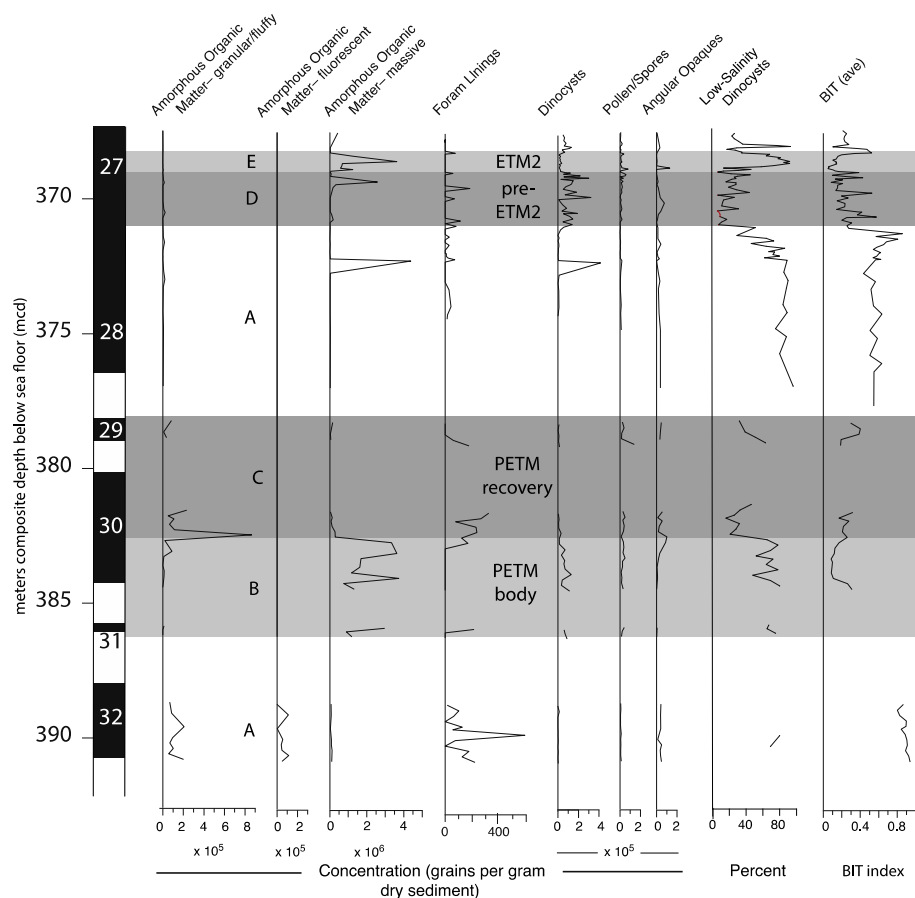 Amorphous Organic
Matter– granular/fluffy
Amorphous Organic
Matter– fluorescent
Amorphous Organic
Matter– massive
Foram LInings
Dinocysts
Pollen/Spores
Angular Opaques
Low-Salinity
Dinocysts
BIT (ave)
meters composite depth below sea floor (mcd)
370
375
380
385
390
27
28
29
30
31
32
E
D
A
C
B
A
ETM2
pre-
ETM2
PETM
recovery
PETM
body
0 2 4 6 8
0 2
0 2 4
0 400
0 2 4
0 2
0 2
0 40 80
0 0.4 0.8
x 10⁵
x 10⁵
x 10⁶
x 10⁵
Concentration (grains per gram
dry sediment)
Percent
BIT index